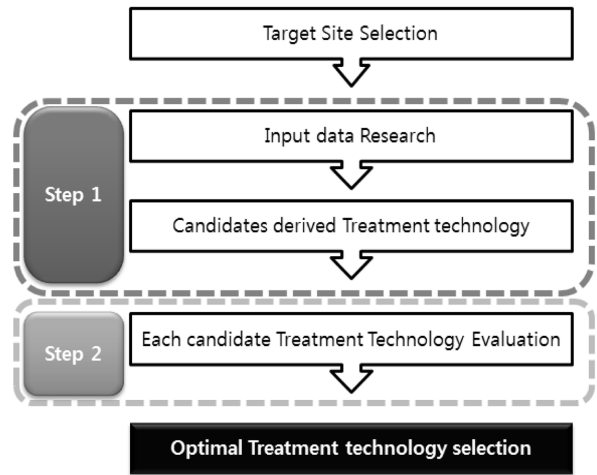 Target Site Selection
Step 1
Input data Research
Candidates derived Treatment technology
Step 2
Each candidate Treatment Technology Evaluation
Optimal Treatment technology selection